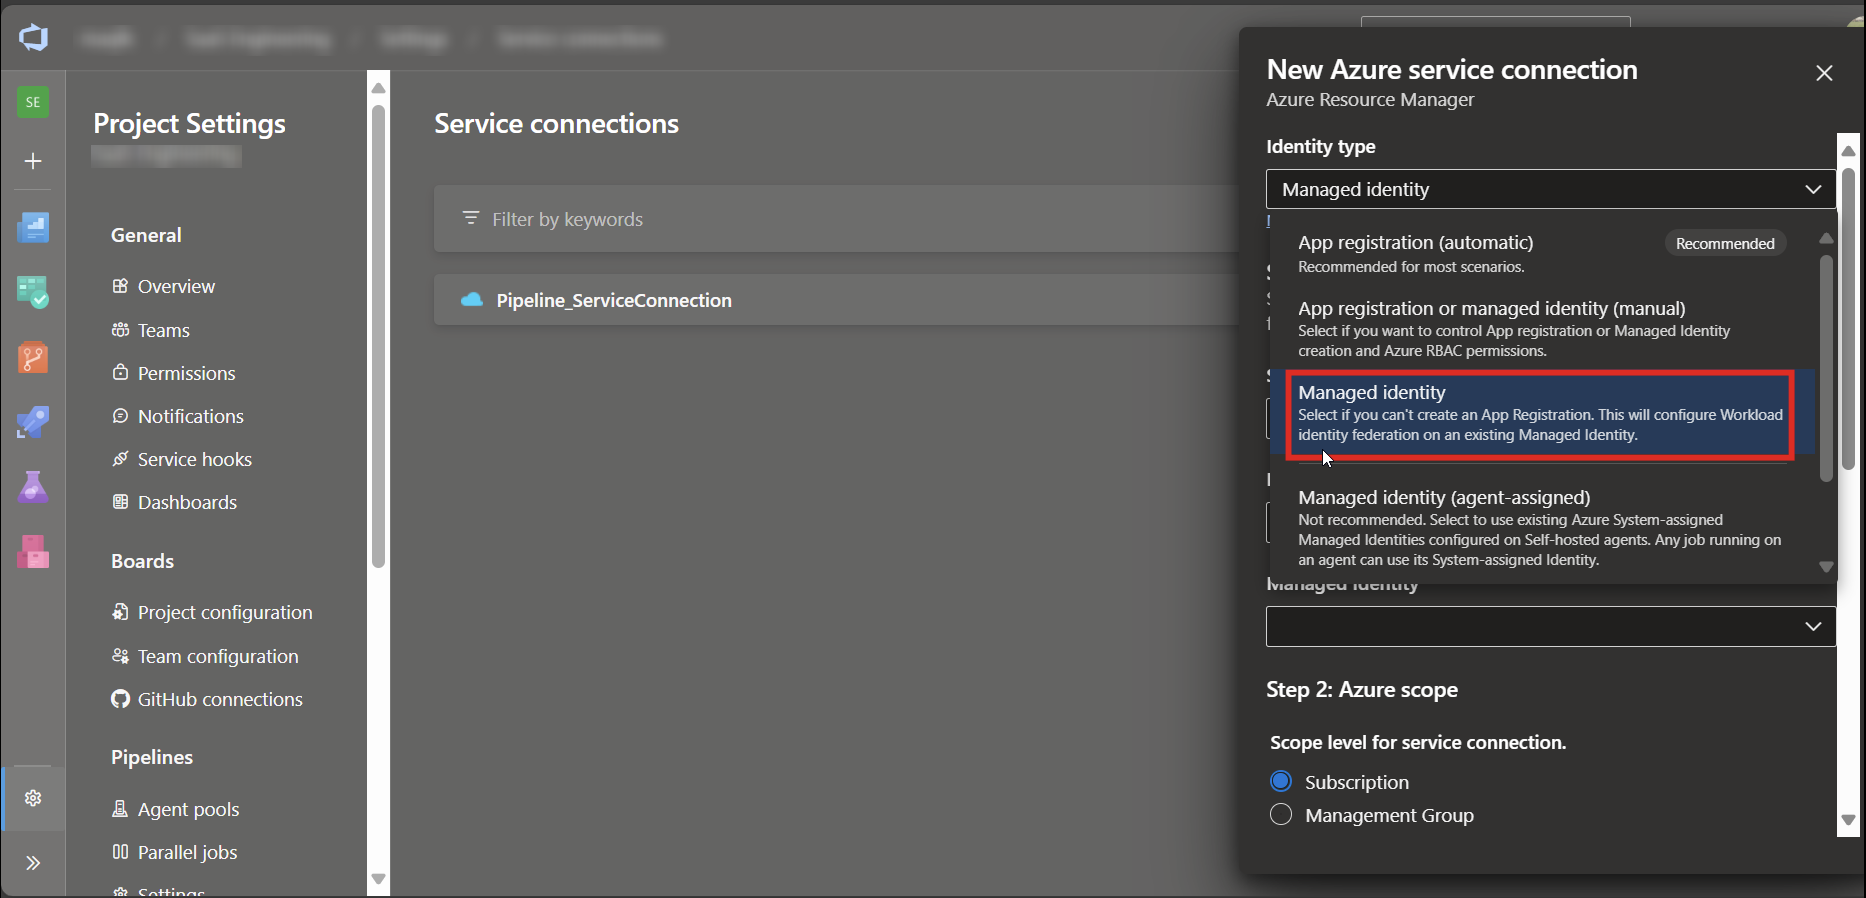 SE
Project Settings
General
Overview
Teams
Permissions
Notifications
Service hooks
Dashboards
Boards
Project configuration
Team configuration
GitHub connections
Pipelines
Agent pools
Parallel jobs
Settings
Service connections
Filter by keywords
Pipeline_ServiceConnection
New Azure service connection
Azure Resource Manager
Identity type
Managed identity
App registration (automatic)
Recommended
Recommended for most scenarios.
App registration or managed identity (manual)
Select if you want to control App registration or Managed Identity
creation and Azure RBAC permissions.
Managed identity
Select if you can't create an App Registration. This will configure Workload
identity federation on an existing Managed Identity.
Managed identity (agent-assigned)
Not recommended. Select to use existing Azure System-assigned
Managed Identities configured on Self-hosted agents. Any job running on
an agent can use its System-assigned Identity.
Managed identity
Step 2: Azure scope
Scope level for service connection.
Subscription
Management Group